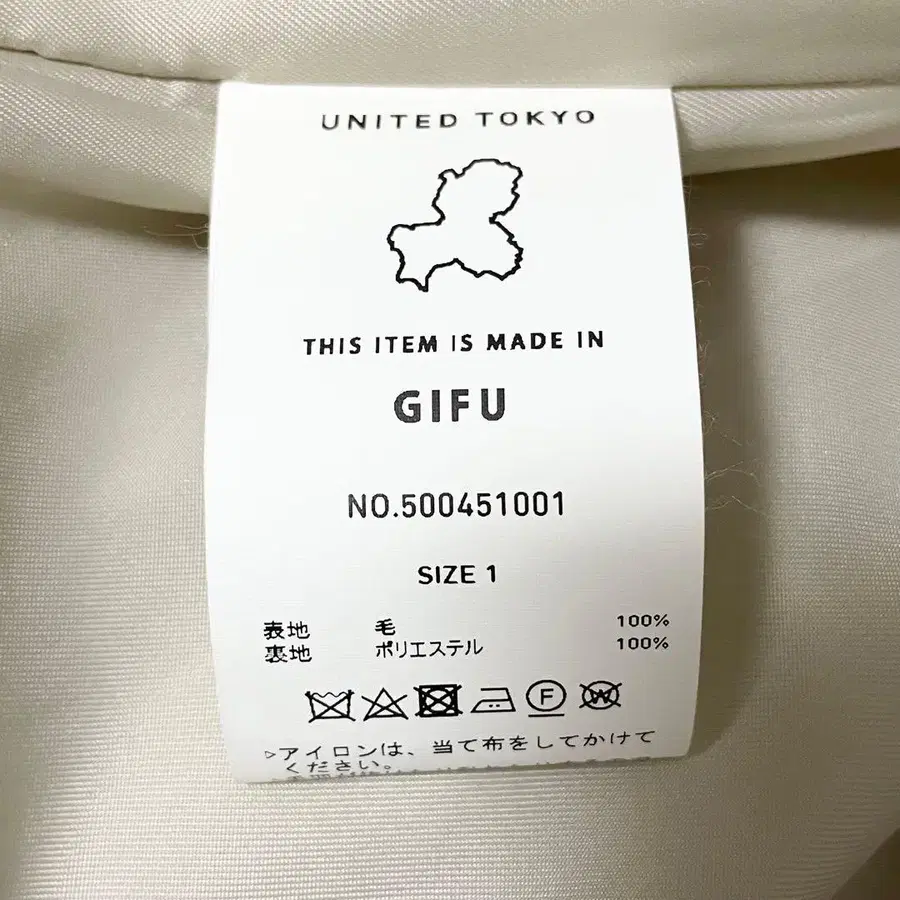 UNITED TOKYO
THIS ITEM IS MADE IN
GIFU
NO.500451001
SIZE 1
表地 毛 100%
裏地 ポリエステル 100%
F W
▷アイロンは、当て布をしてかけて
ください。